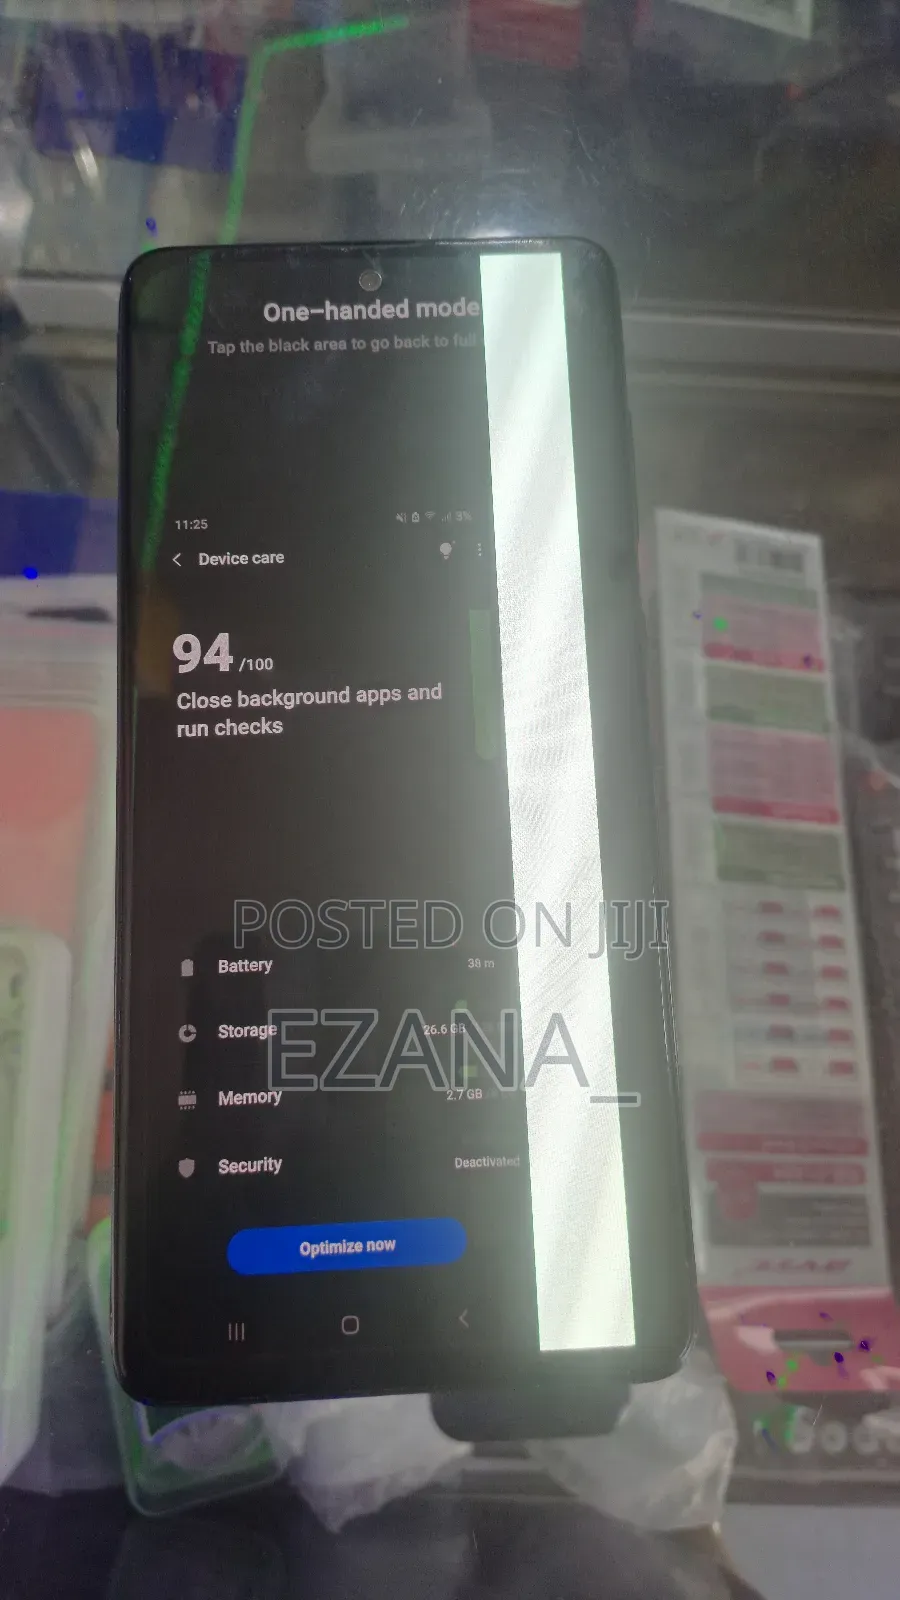 One-handed mode
Tap the black area to go back to full
11:25
3%
Device care
94 /100
Close background apps and
run checks
POSTED ON JIJI
Battery
38 m
EZANA_
Storage
26.6 GB
Memory
2.7 GB
Security
Deactivated
Optimize now